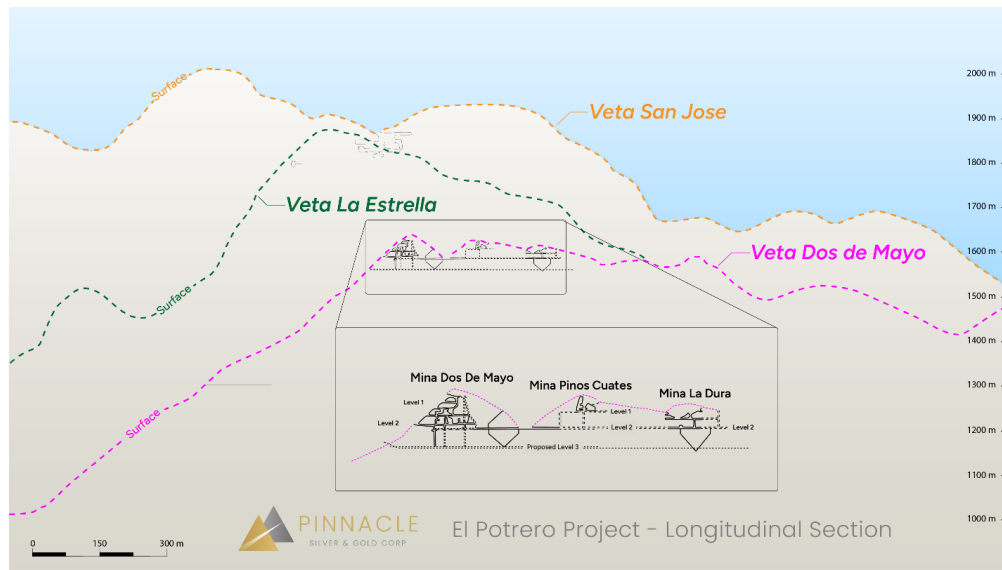 2000 m
Surface
1900 m
Veta San Jose
1800 m
Veta La Estrella
1700 m
1600 m
Veta Dos de Mayo
Surface
1500 m
1400 m
Mina Dos De Mayo
Mina Pinos Cuates
Mina La Dura
1300 m
Level 1
Level 1
Level 2
Level 2
Level 2
Surface
1200 m
Proposed Level 3
1100 m
PINNACLE
SILVER & GOLD CORP
El Potrero Project - Longitudinal Section
1000 m
0 150 300 m